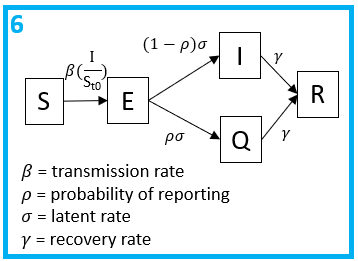 6
(1 − ρ)σ
β(I/S_t0)
I
γ
S
E
R
ρσ
Q
γ
β = transmission rate
ρ = probability of reporting
σ = latent rate
γ = recovery rate